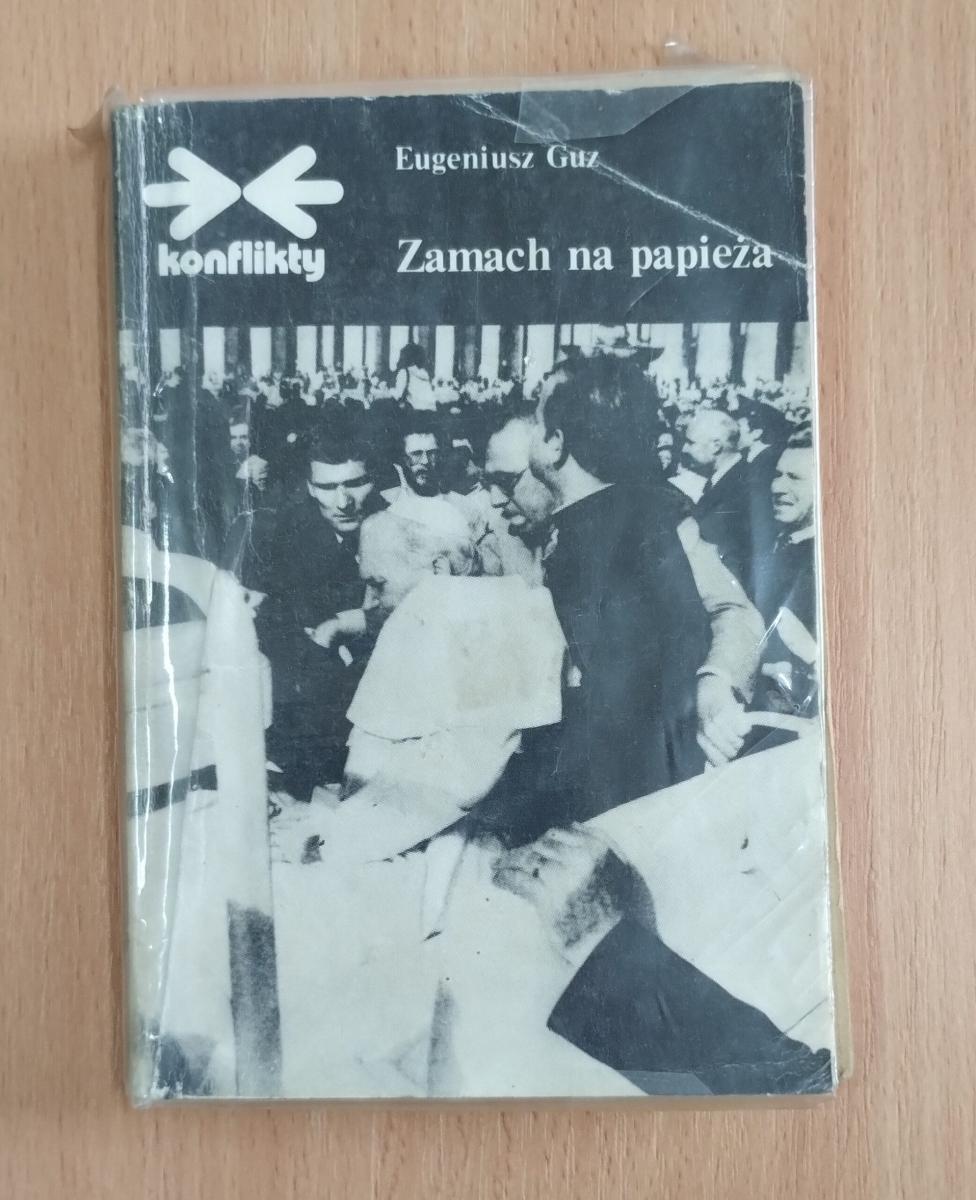 Eugeniusz Guz
konflikty
Zamach na papieża